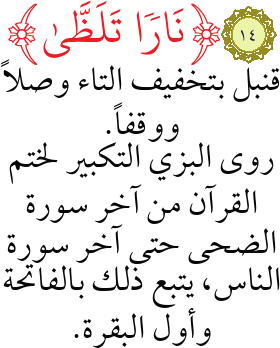 ١٤ ﴿نَارٗا تَلَظَّىٰ﴾
قنبل بتخفيف التاء وصلاً
ووقفاً.
روى البزي التكبير لختم
القرآن من آخر سورة
الضحى حتى آخر سورة
الناس، يتبع ذلك بالفاتحة
وأول البقرة.